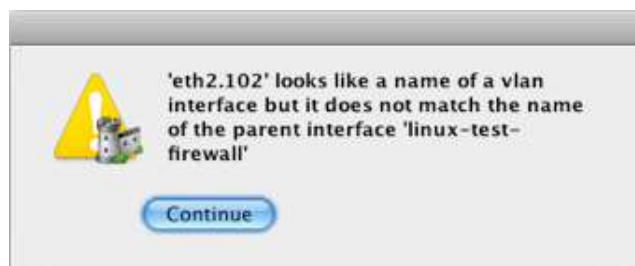 'eth2.102' looks like a name of a vlan
interface but it does not match the name
of the parent interface 'linux-test-
firewall'
Continue